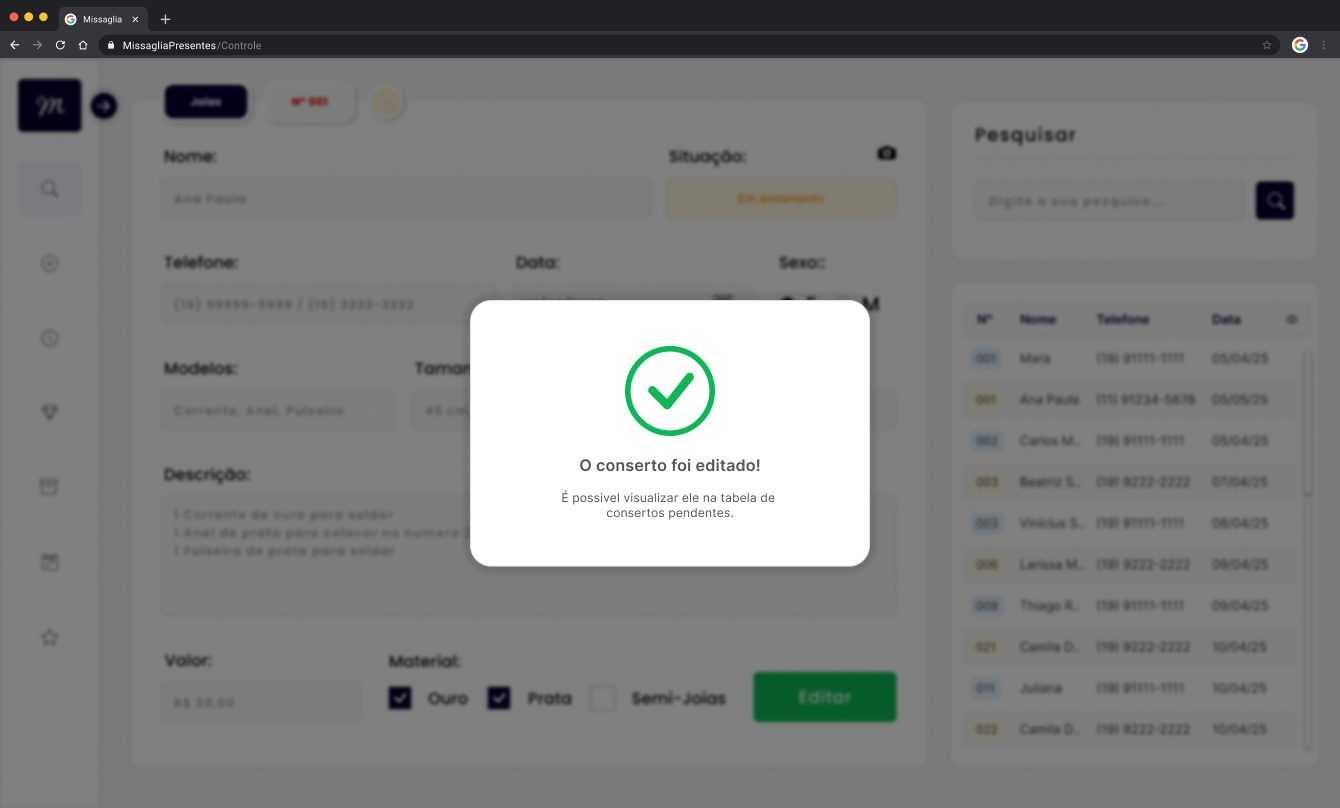 Missaglia
MissagliaPresentes/Controle
M
Joias
Nº 001
Nome:
Situação:
Ana Paula
Em andamento
Telefone:
Data:
Sexo::
(19) 99999-9999 / (19) 3232-3232
M
Modelos:
Corrente, Anel, Pulseira
45 cm
Descrição:
1 Corrente de ouro para soldar
1 Anel de prata para colocar no numero
1 Pulseira de prata para soldar
Valor:
Material:
R$ 20,00
Ouro
Prata
Semi-Joias
Editar
O conserto foi editado!
É possível visualizar ele na tabela de
consertos pendentes.
Pesquisar
Digite a sua pesquisa...
Nº Nome Telefone Data
001 Mara (19) 91111-1111 05/04/25
001 Ana Paula (11) 91234-5678 05/05/25
002 Carlos M.. (19) 91111-1111 05/04/25
003 Beatriz S.. (19) 9222-2222 07/04/25
003 Vinicius S.. (19) 91111-1111 08/04/25
006 Larissa M.. (19) 9222-2222 09/04/25
009 Thiago R.. (19) 91111-1111 09/04/25
021 Camila D.. (19) 9222-2222 10/04/25
011 Juliana (19) 91111-1111 10/04/25
022 Camila D.. (19) 9222-2222 10/04/25